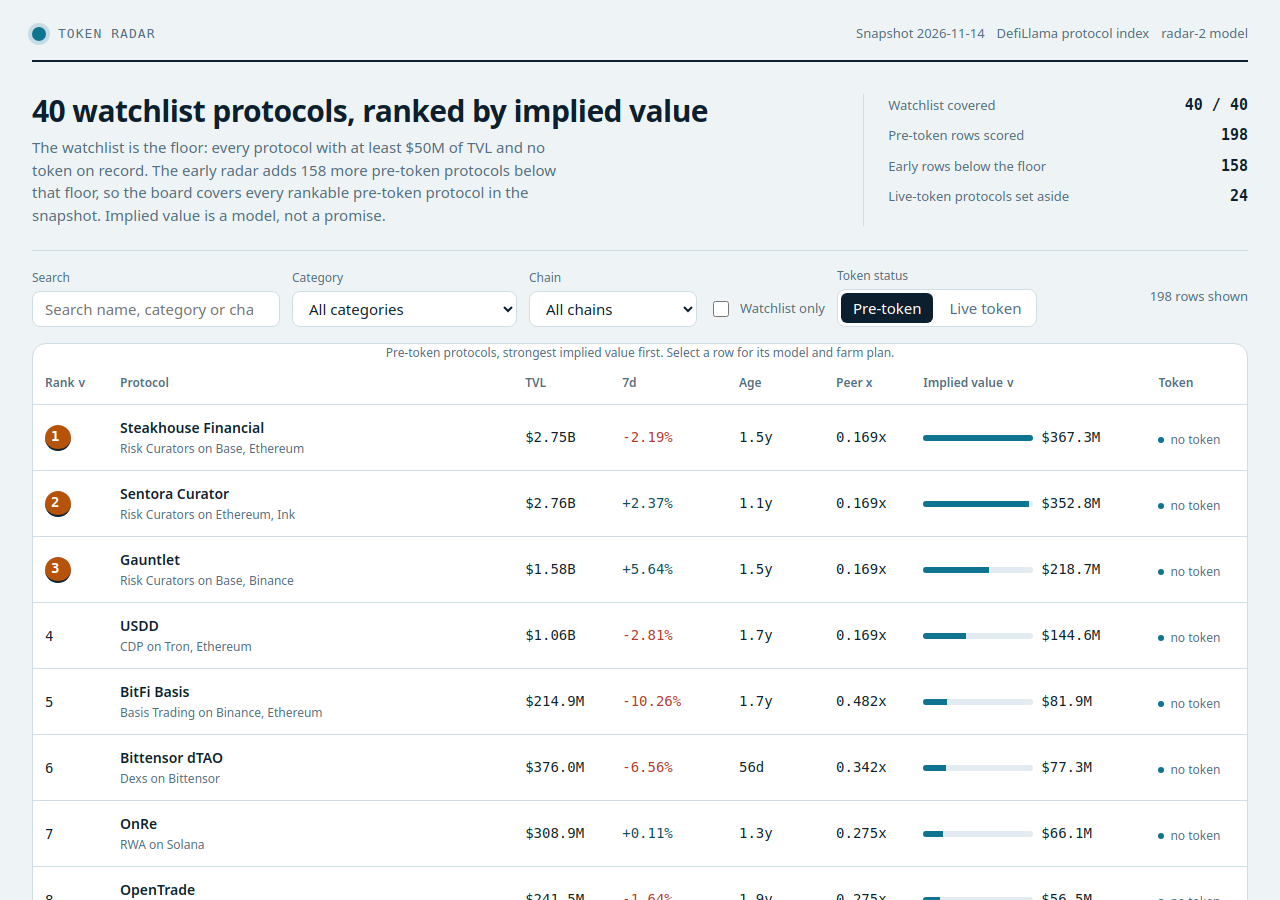 TOKEN RADAR
Snapshot 2026-11-14 DefiLlama protocol index radar-2 model
40 watchlist protocols, ranked by implied value
The watchlist is the floor: every protocol with at least $50M of TVL and no
token on record. The early radar adds 158 more pre-token protocols below
that floor, so the board covers every rankable pre-token protocol in the
snapshot. Implied value is a model, not a promise.
Watchlist covered 40 / 40
Pre-token rows scored 198
Early rows below the floor 158
Live-token protocols set aside 24
Search Category Chain Token status
Search name, category or cha All categories All chains Watchlist only Pre-token Live token 198 rows shown
Pre-token protocols, strongest implied value first. Select a row for its model and farm plan.
Rank v Protocol TVL 7d Age Peer x Implied value v Token
1 Steakhouse Financial $2.75B -2.19% 1.5y 0.169x $367.3M no token
Risk Curators on Base, Ethereum
2 Sentora Curator $2.76B +2.37% 1.1y 0.169x $352.8M no token
Risk Curators on Ethereum, Ink
3 Gauntlet $1.58B +5.64% 1.5y 0.169x $218.7M no token
Risk Curators on Base, Binance
4 USDD $1.06B -2.81% 1.7y 0.169x $144.6M no token
CDP on Tron, Ethereum
5 BitFi Basis $214.9M -10.26% 1.7y 0.482x $81.9M no token
Basis Trading on Binance, Ethereum
6 Bittensor dTAO $376.0M -6.56% 56d 0.342x $77.3M no token
Dexs on Bittensor
7 OnRe $308.9M +0.11% 1.3y 0.275x $66.1M no token
RWA on Solana
8 OpenTrade $241.5M -1.64% 1.9y 0.275x $56.5M no token